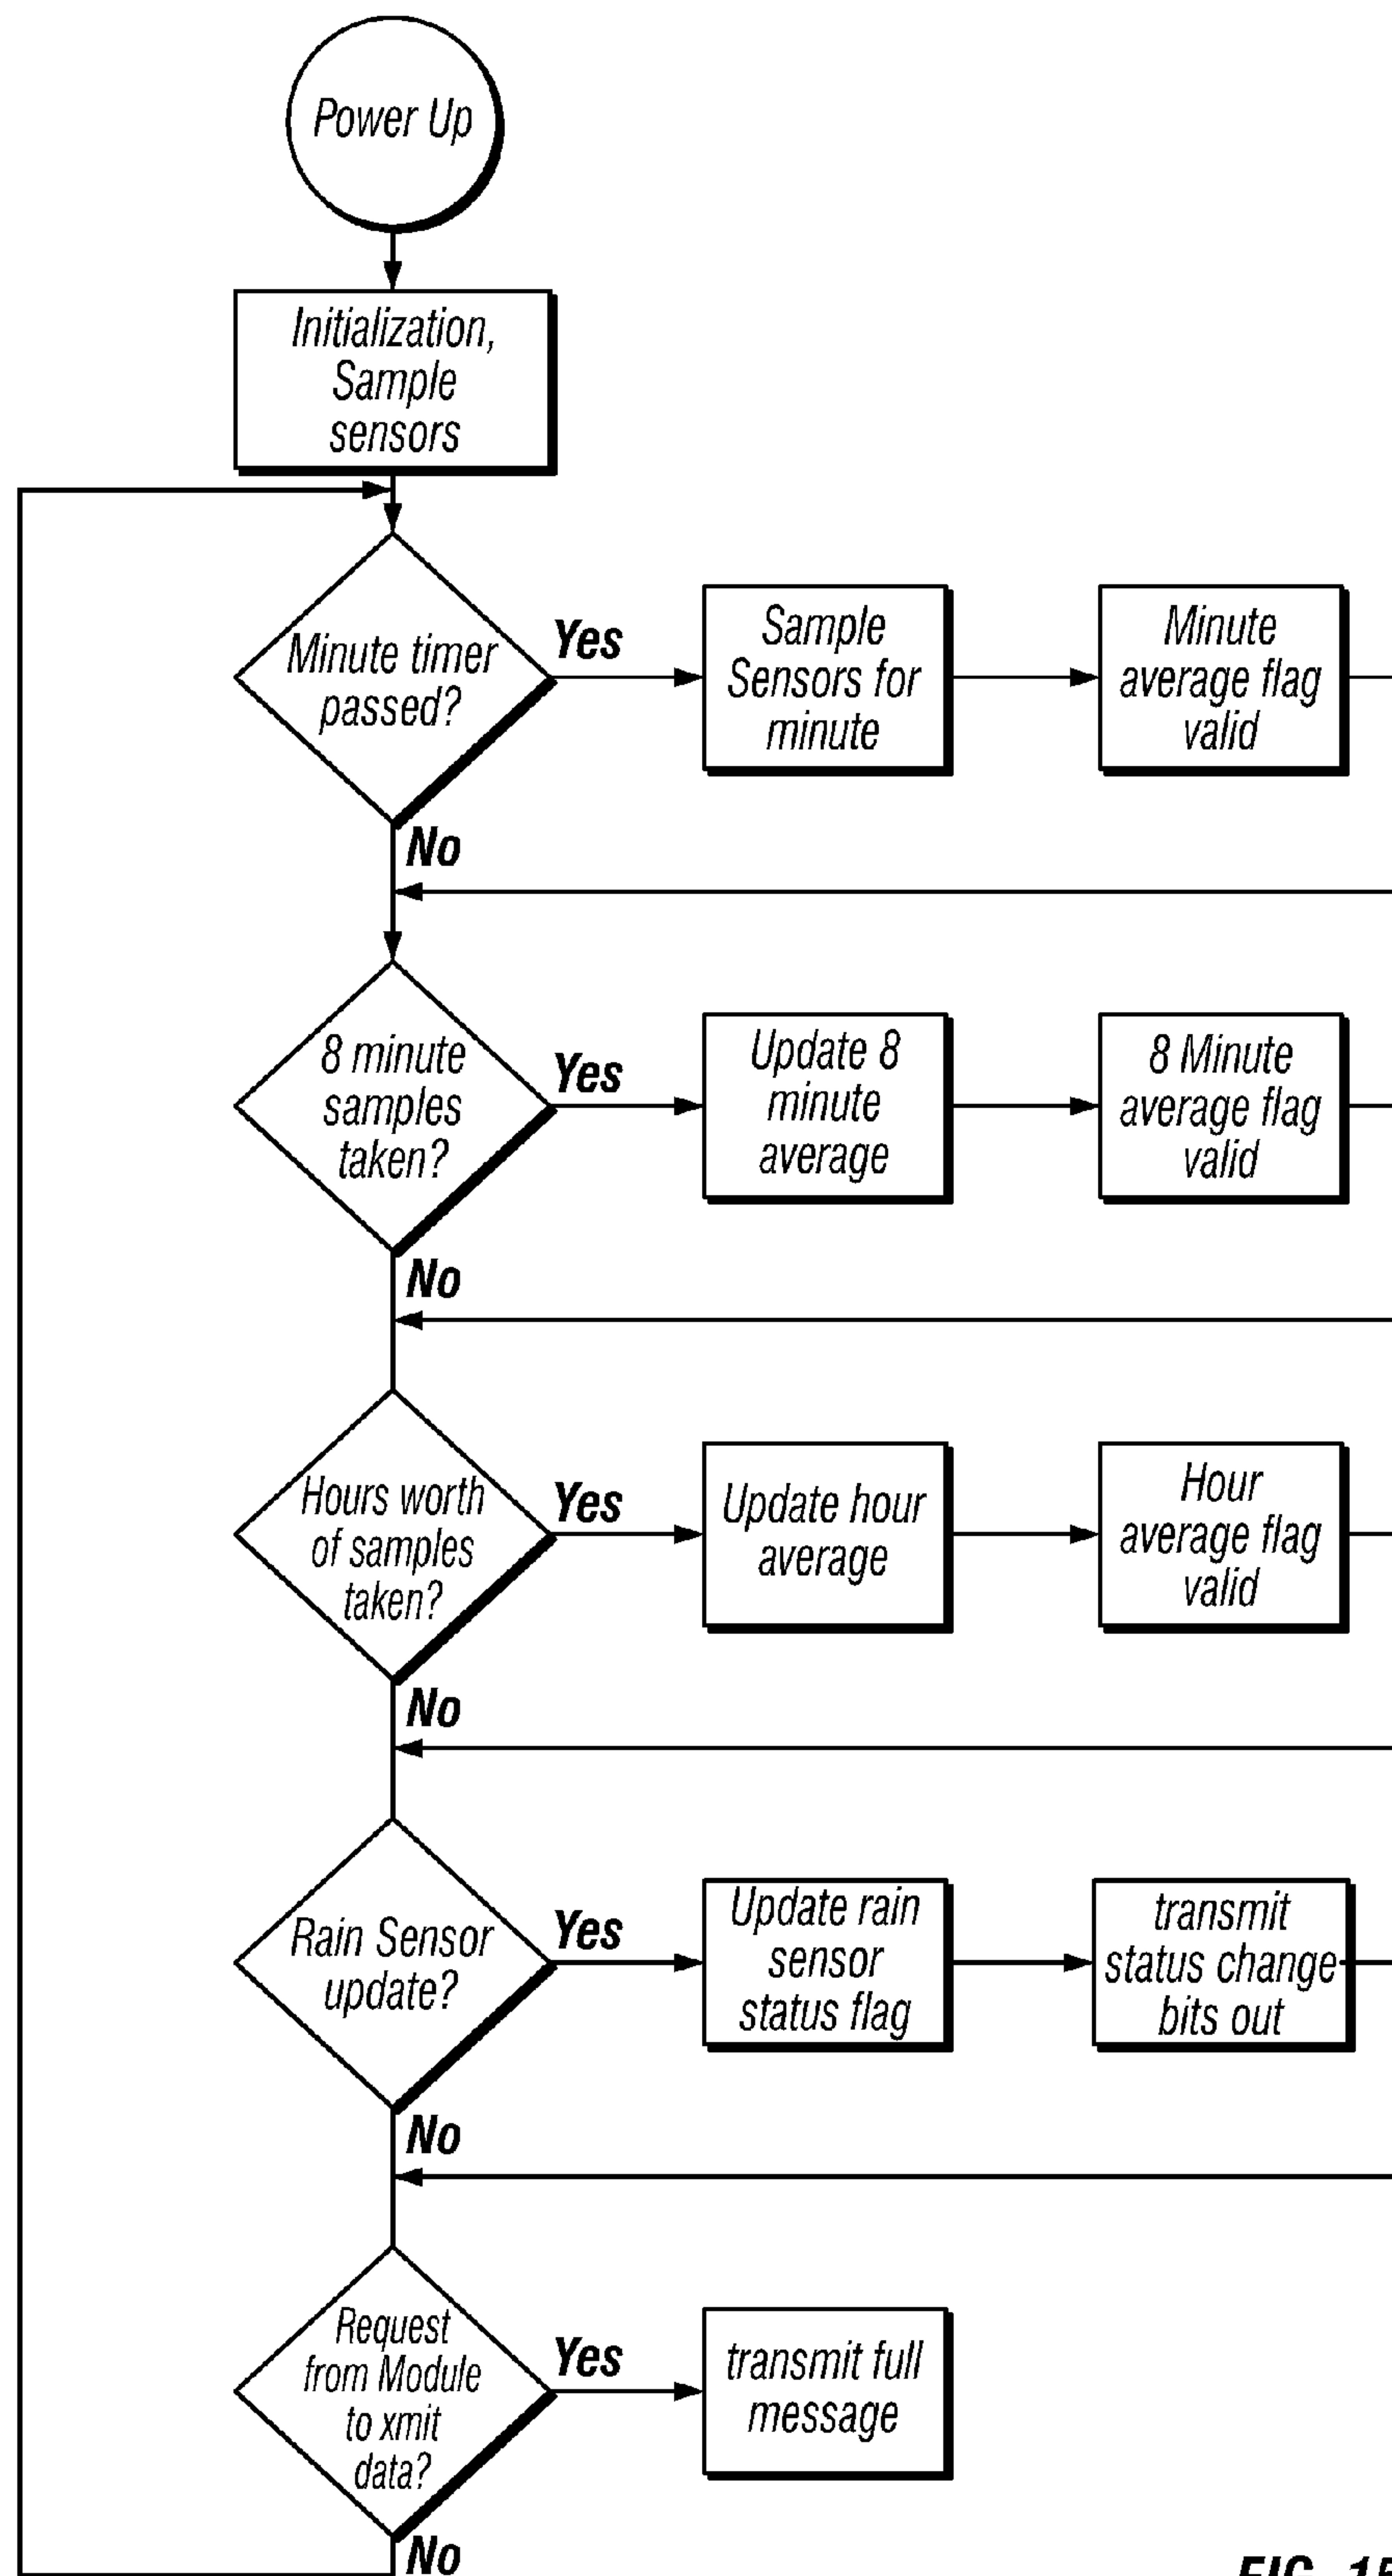 Power Up
Initialization,
Sample
sensors
Minute timer
passed?
Yes
Sample
Sensors for
minute
Minute
average flag
valid
No
8 minute
samples
taken?
Yes
Update 8
minute
average
8 Minute
average flag
valid
No
Hours worth
of samples
taken?
Yes
Update hour
average
Hour
average flag
valid
No
Rain Sensor
update?
Yes
Update rain
sensor
status flag
transmit
status change
bits out
No
Request
from Module
to xmit
data?
Yes
transmit full
message
No
FIG.